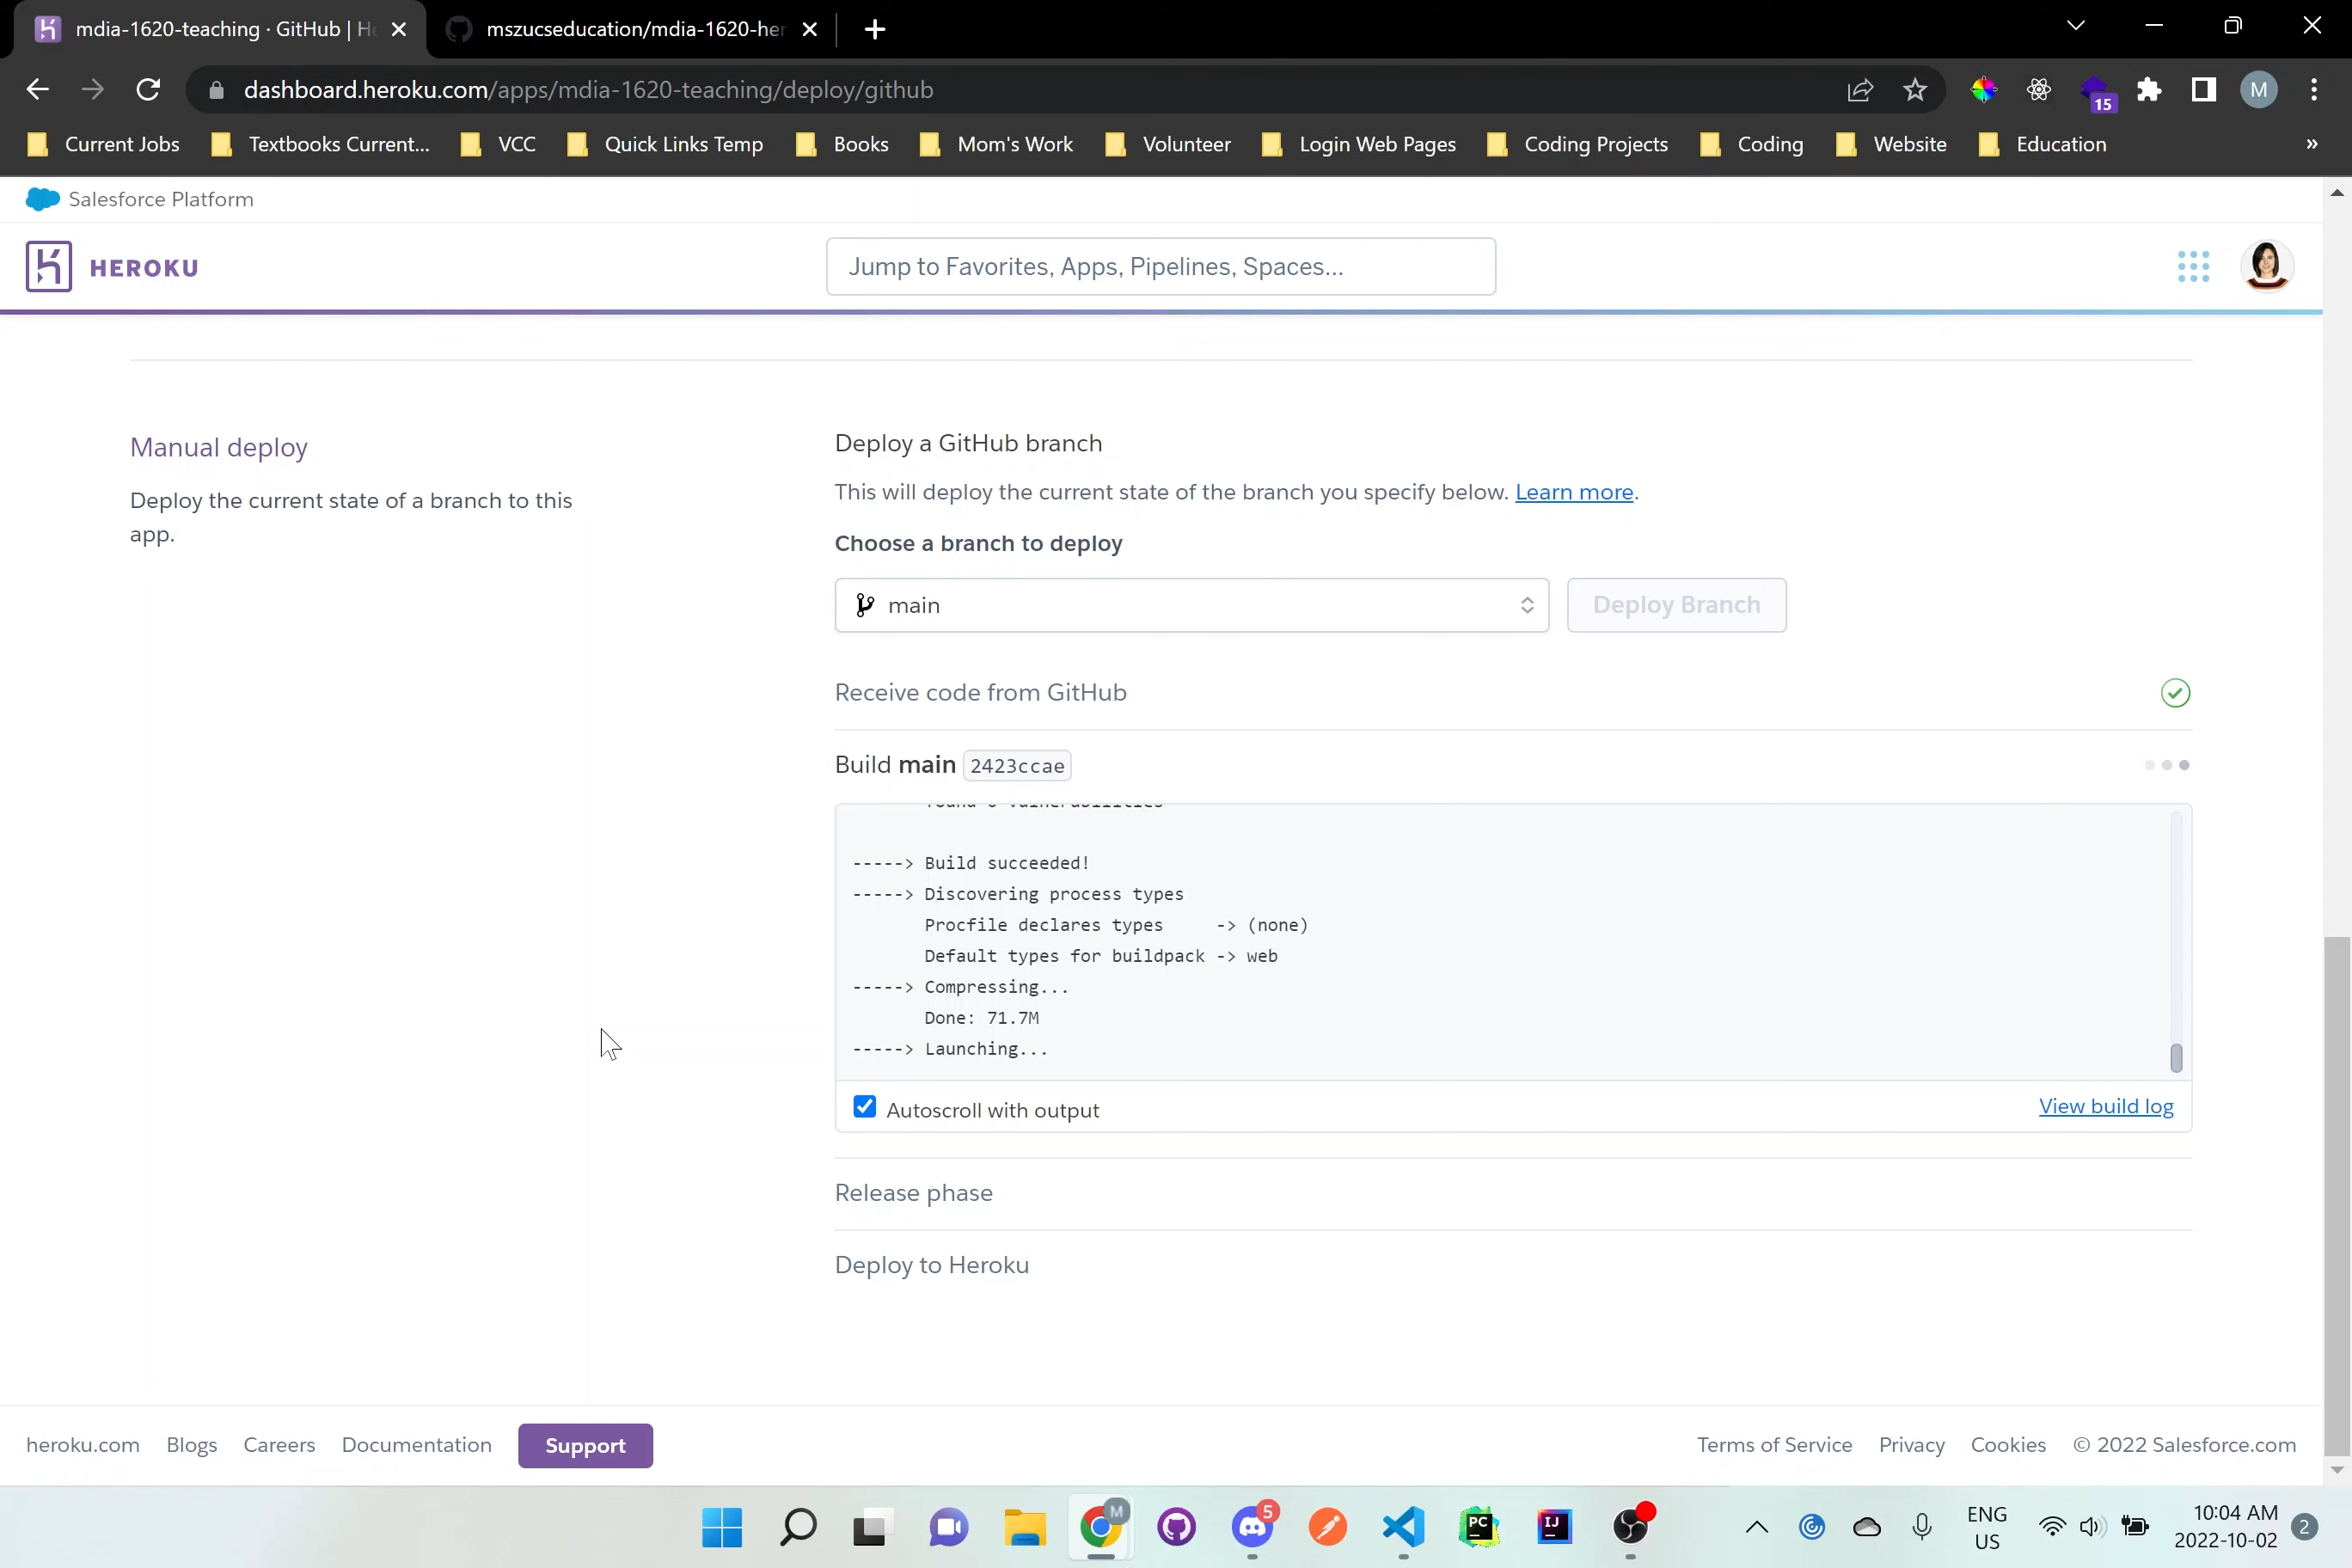 mdia-1620-teaching · GitHub | He
mszucseducation/mdia-1620-her
dashboard.heroku.com/apps/mdia-1620-teaching/deploy/github
15
M
Current Jobs
Textbooks Current...
VCC
Quick Links Temp
Books
Mom's Work
Volunteer
Login Web Pages
Coding Projects
Coding
Website
Education
»
Salesforce Platform
HEROKU
Jump to Favorites, Apps, Pipelines, Spaces...
Manual deploy
Deploy the current state of a branch to this
app.
Deploy a GitHub branch
This will deploy the current state of the branch you specify below. Learn more.
Choose a branch to deploy
main
Deploy Branch
Receive code from GitHub
Build main 2423ccae
-----> Build succeeded!
-----> Discovering process types
Procfile declares types     -> (none)
Default types for buildpack -> web
-----> Compressing...
Done: 71.7M
-----> Launching...
Autoscroll with output
View build log
Release phase
Deploy to Heroku
heroku.com
Blogs
Careers
Documentation
Support
Terms of Service
Privacy
Cookies
© 2022 Salesforce.com
M
5
PC
IJ
ENG
US
10:04 AM
2022-10-02
2